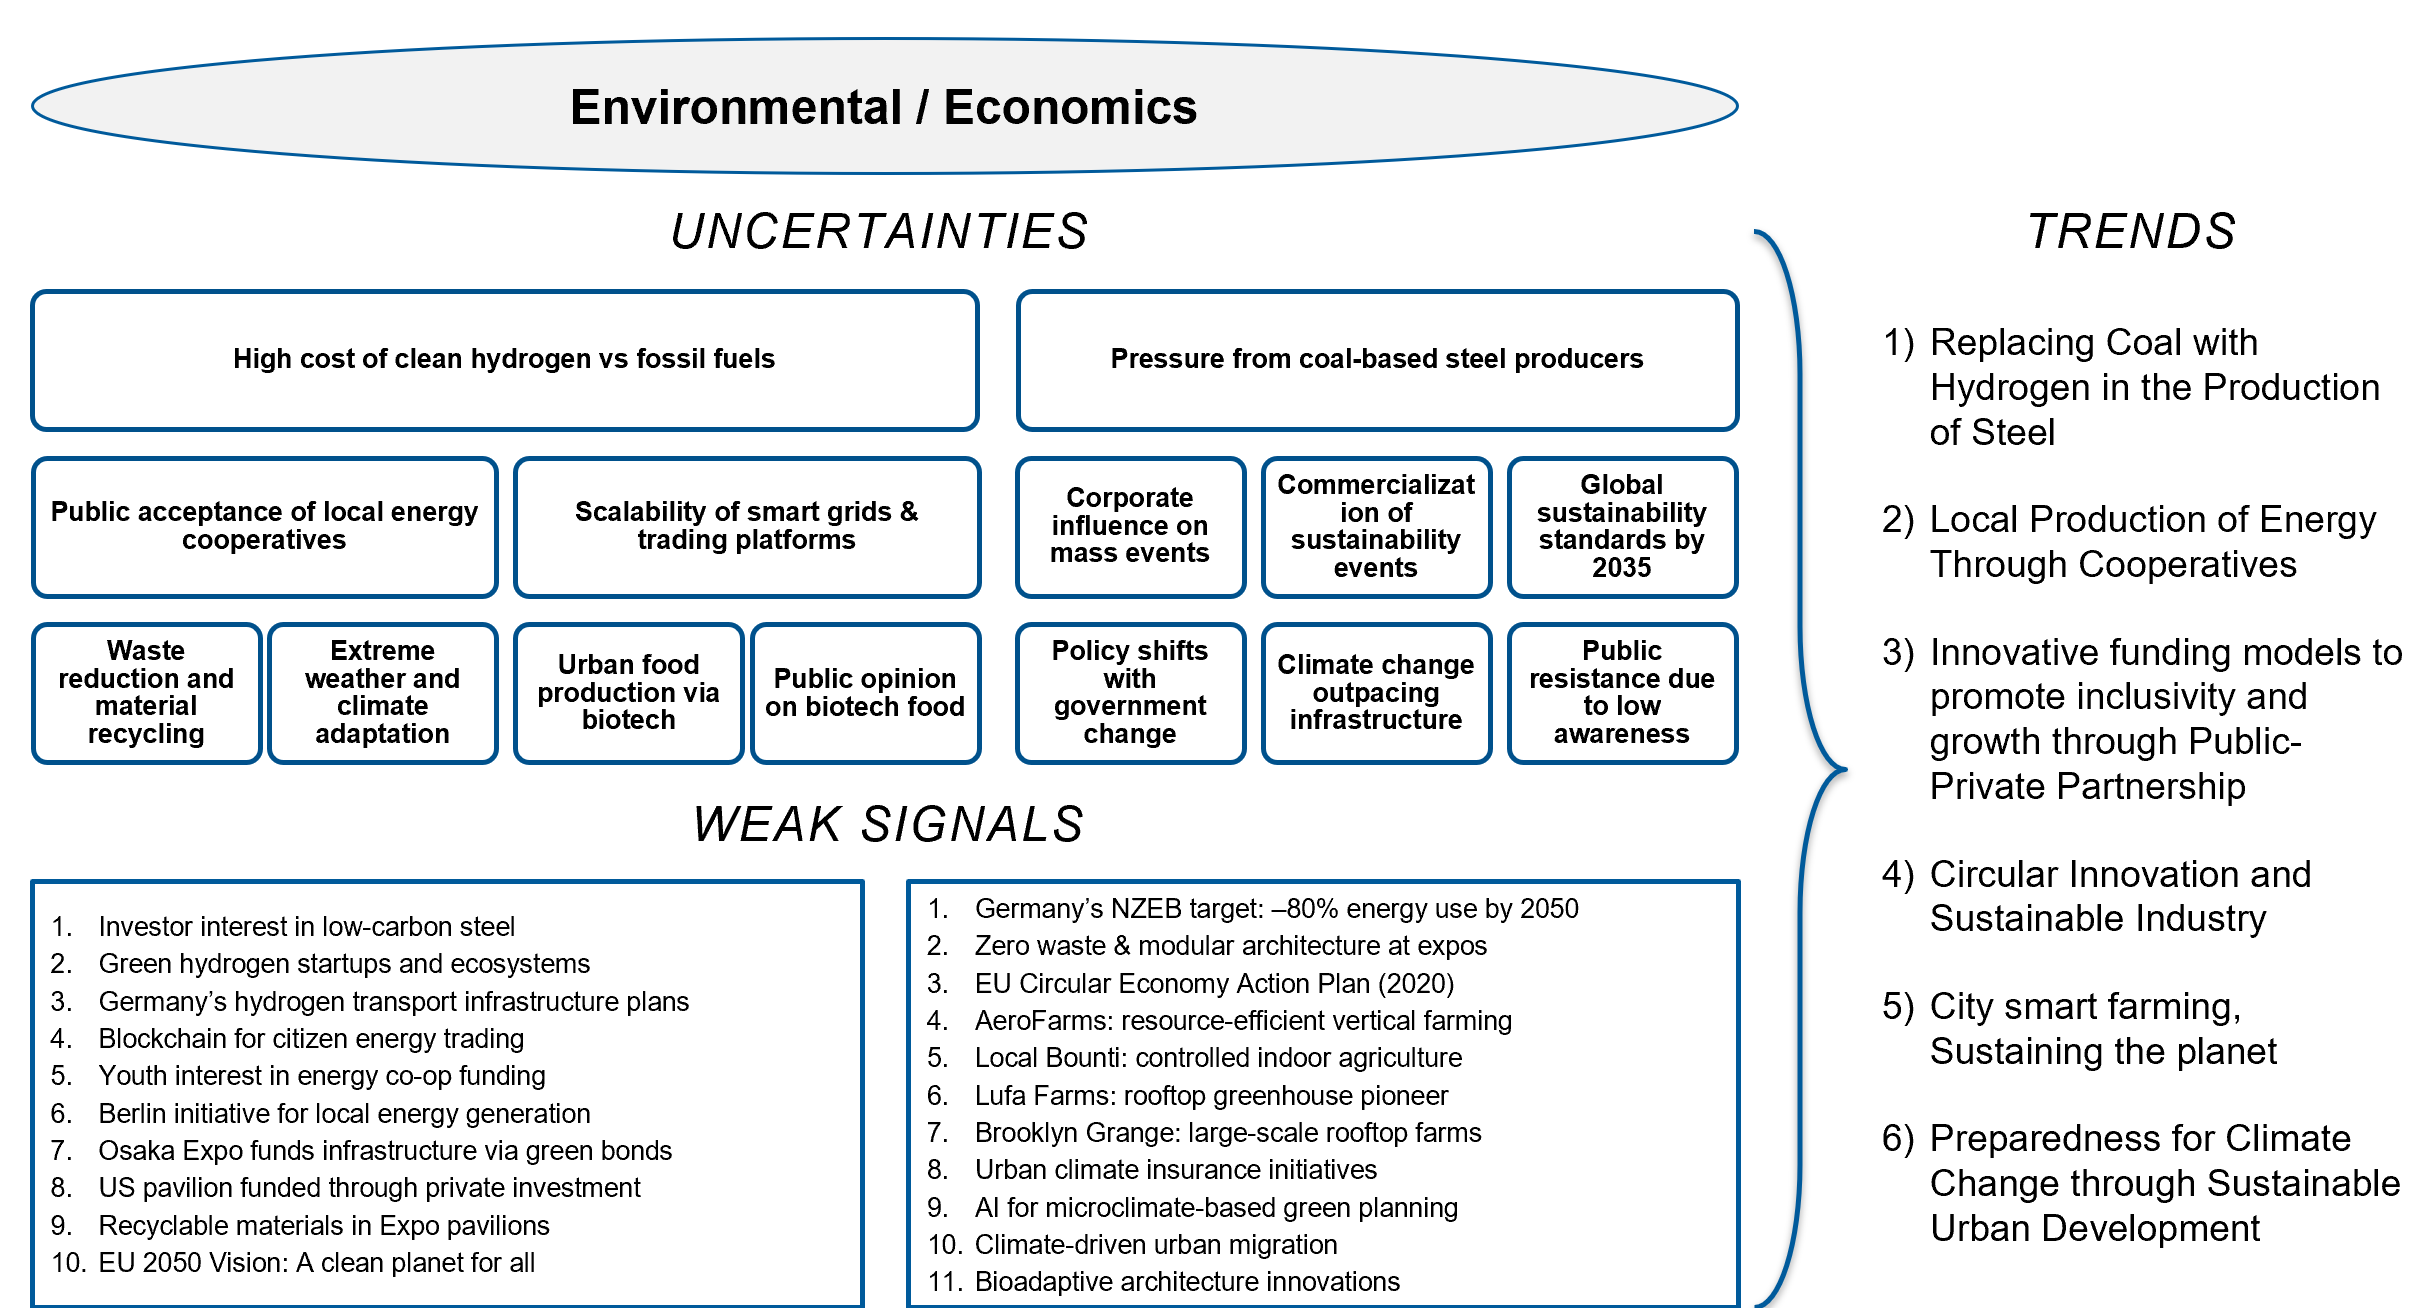 Environmental / Economics
UNCERTAINTIES
High cost of clean hydrogen vs fossil fuels
Pressure from coal-based steel producers
Public acceptance of local energy
cooperatives
Scalability of smart grids &
trading platforms
Corporate
influence on
mass events
Commercializat
ion of
sustainability
events
Global
sustainability
standards by
2035
Waste
reduction and
material
recycling
Extreme
weather and
climate
adaptation
Urban food
production via
biotech
Public opinion
on biotech food
Policy shifts
with
government
change
Climate change
outpacing
infrastructure
Public
resistance due
to low
awareness
WEAK SIGNALS
1. Investor interest in low-carbon steel
2. Green hydrogen startups and ecosystems
3. Germany’s hydrogen transport infrastructure plans
4. Blockchain for citizen energy trading
5. Youth interest in energy co-op funding
6. Berlin initiative for local energy generation
7. Osaka Expo funds infrastructure via green bonds
8. US pavilion funded through private investment
9. Recyclable materials in Expo pavilions
10. EU 2050 Vision: A clean planet for all
1. Germany’s NZEB target: –80% energy use by 2050
2. Zero waste & modular architecture at expos
3. EU Circular Economy Action Plan (2020)
4. AeroFarms: resource-efficient vertical farming
5. Local Bounti: controlled indoor agriculture
6. Lufa Farms: rooftop greenhouse pioneer
7. Brooklyn Grange: large-scale rooftop farms
8. Urban climate insurance initiatives
9. AI for microclimate-based green planning
10. Climate-driven urban migration
11. Bioadaptive architecture innovations
TRENDS
1) Replacing Coal with
Hydrogen in the Production
of Steel
2) Local Production of Energy
Through Cooperatives
3) Innovative funding models to
promote inclusivity and
growth through Public-
Private Partnership
4) Circular Innovation and
Sustainable Industry
5) City smart farming,
Sustaining the planet
6) Preparedness for Climate
Change through Sustainable
Urban Development